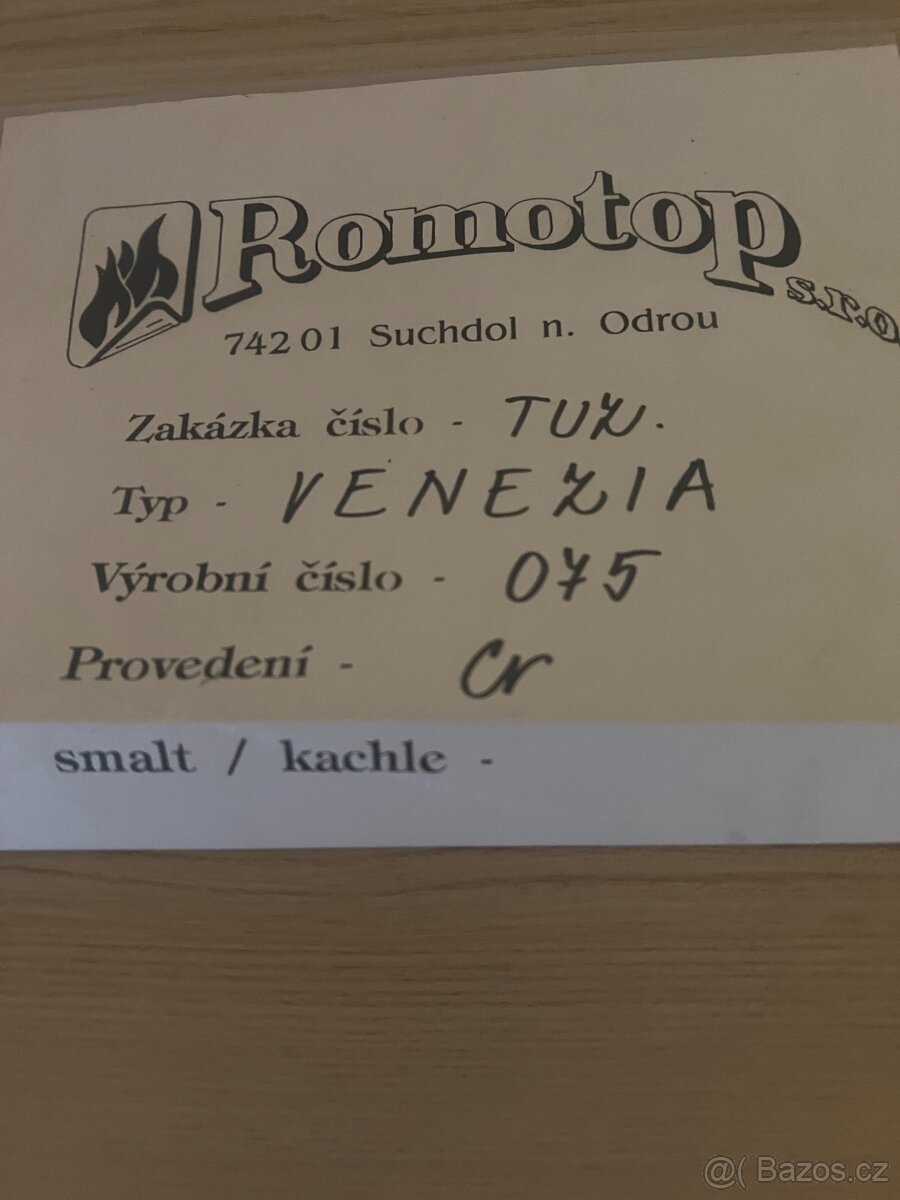 Romotop s.r.o
742 01 Suchdol n. Odrou
Zakázka číslo - TUZ.
Typ - VENEZIA
Výrobní číslo - 075
Provedení - Cr
smalt / kachle -
@( Bazos.cz